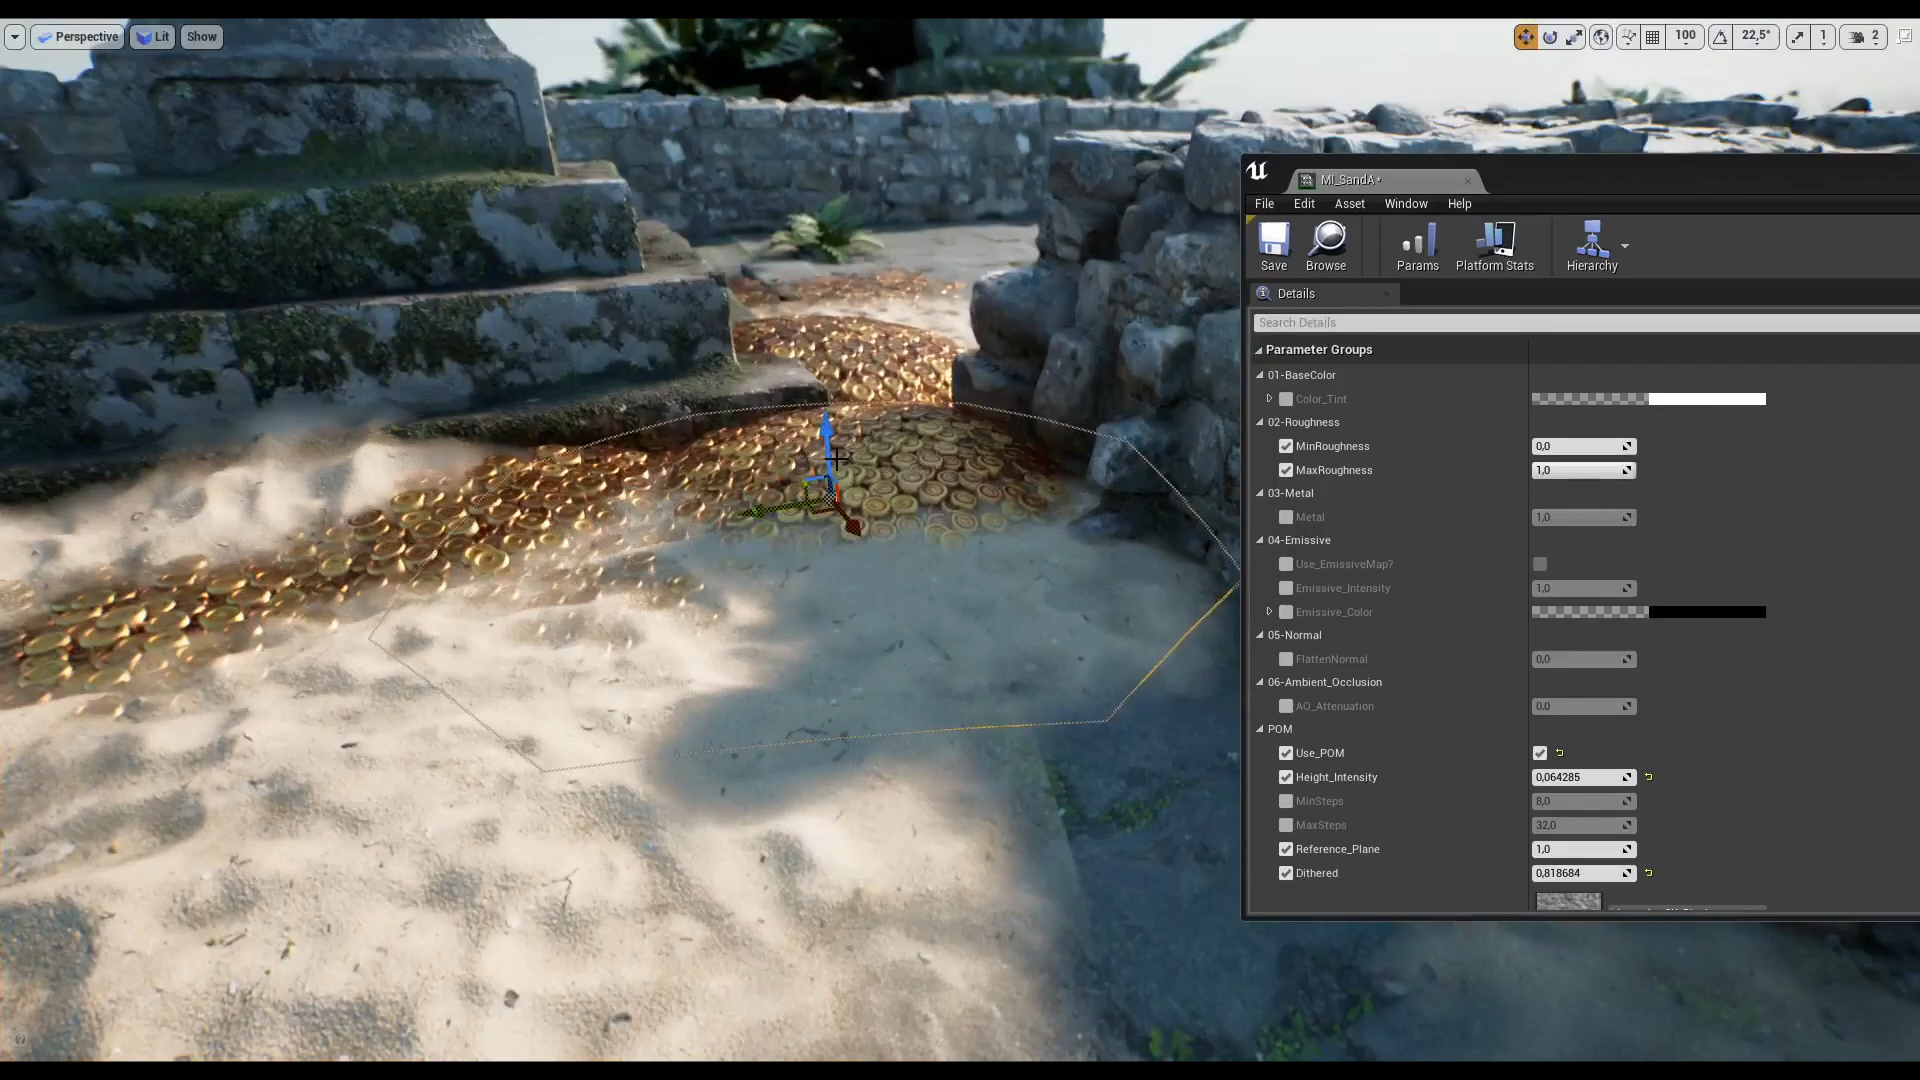 Perspective Lit Show
100 22,5° 1 2
MI_SandA*
File Edit Asset Window Help
Save Browse Params Platform Stats Hierarchy
Details
Search Details
Parameter Groups
01-BaseColor
Color_Tint
02-Roughness
MinRoughness 0,0
MaxRoughness 1,0
03-Metal
Metal 1,0
04-Emissive
Use_EmissiveMap?
Emissive_Intensity 1,0
Emissive_Color
05-Normal
FlattenNormal 0,0
06-Ambient_Occlusion
AO_Attenuation 0,0
POM
Use_POM
Height_Intensity 0,064285
MinSteps 8,0
MaxSteps 32,0
Reference_Plane 1,0
Dithered 0,818684